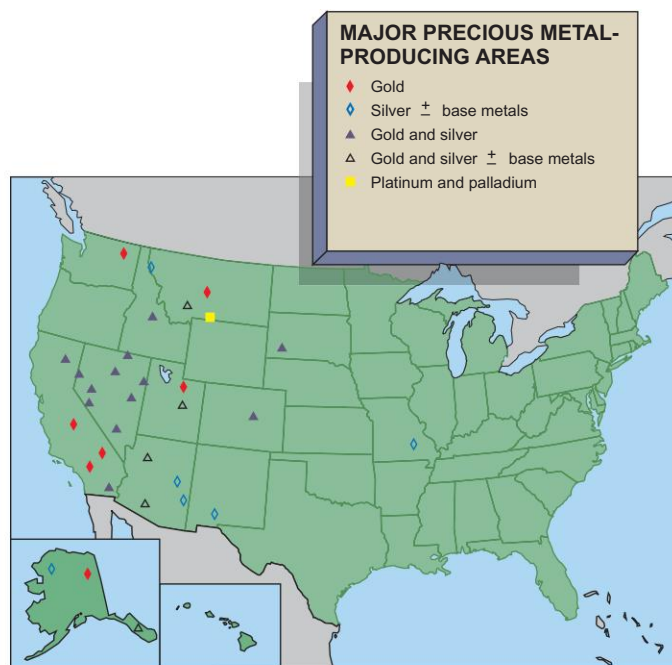 MAJOR PRECIOUS METAL-
PRODUCING AREAS
Gold
Silver ± base metals
Gold and silver
Gold and silver ± base metals
Platinum and palladium